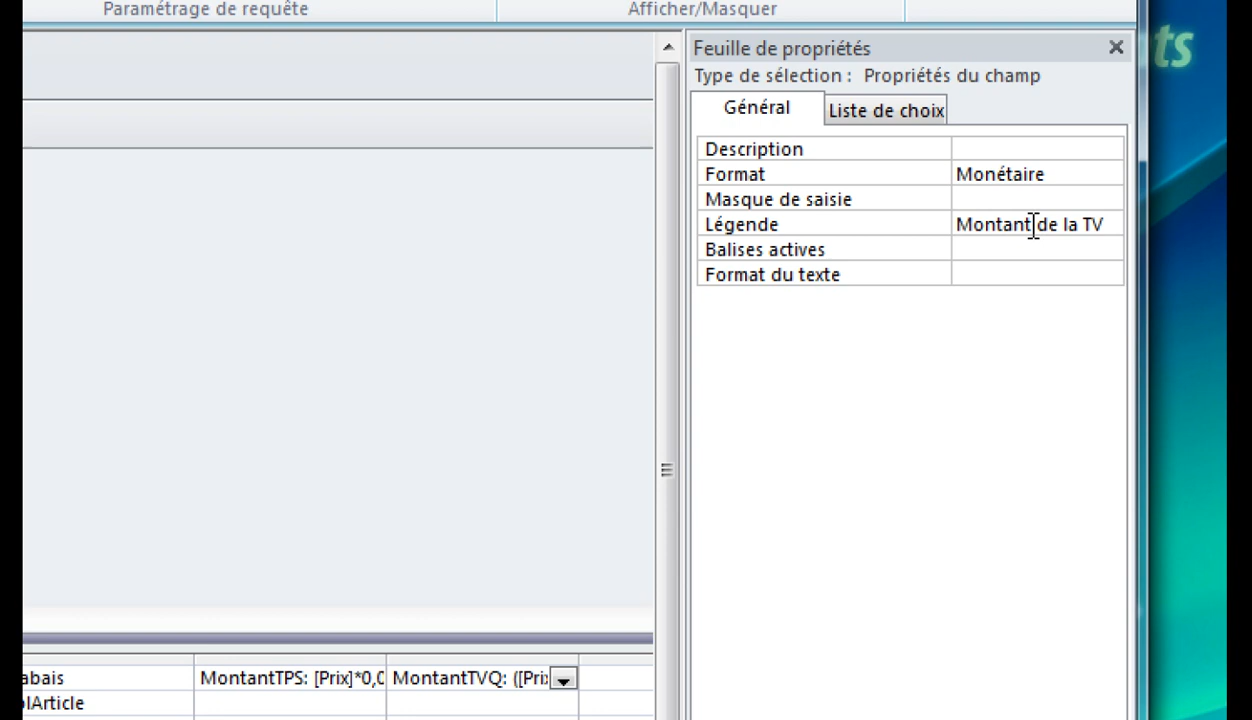 Paramétrage de requête
Afficher/Masquer
Feuille de propriétés
Type de sélection : Propriétés du champ
Général
Liste de choix
Description
Format Monétaire
Masque de saisie
Légende Montant de la TV
Balises actives
Format du texte
ts
abais MontantTPS: [Prix]*0,0 MontantTVQ: ([Prix
lArticle